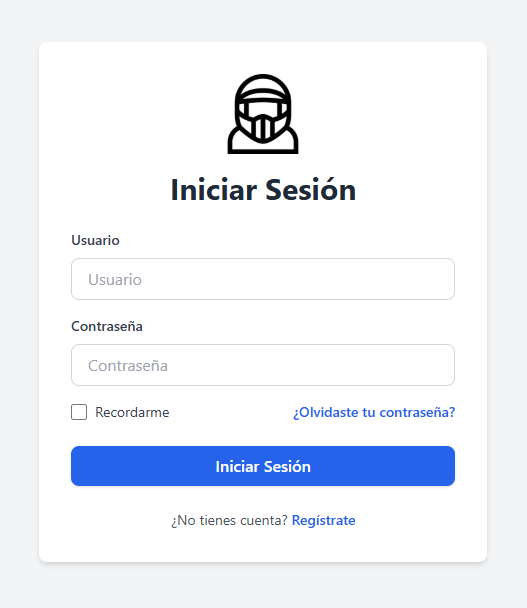 Iniciar Sesión
Usuario
Usuario
Contraseña
Contraseña
Recordarme ¿Olvidaste tu contraseña?
Iniciar Sesión
¿No tienes cuenta? Regístrate